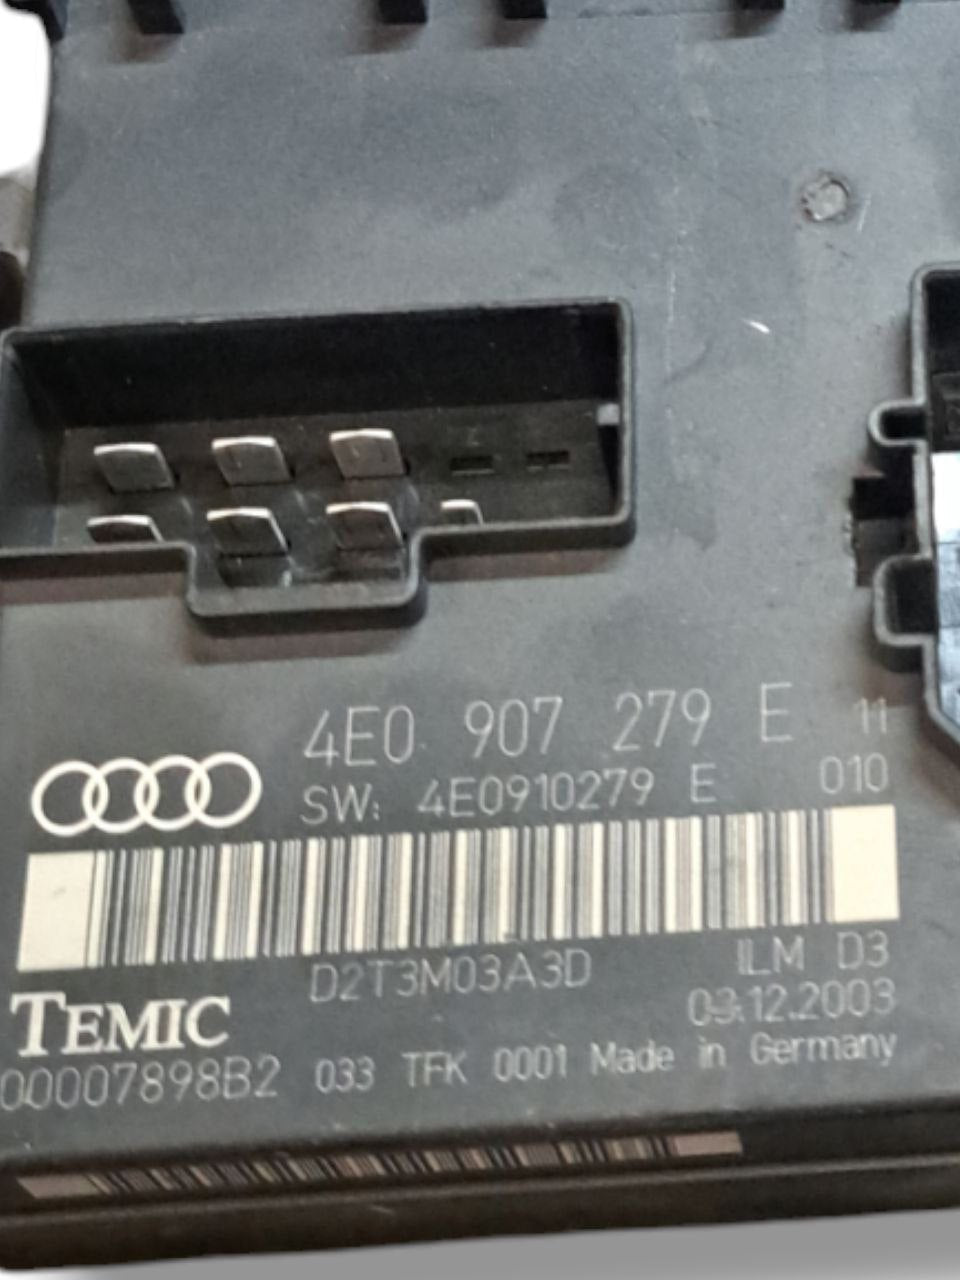 4E0 907 279 E 11
SW: 4E0910279 E 010
D2T3M03A3D ILM D3
TEMIC 03.12.2003
00007898B2 033 TFK 0001 Made in Germany